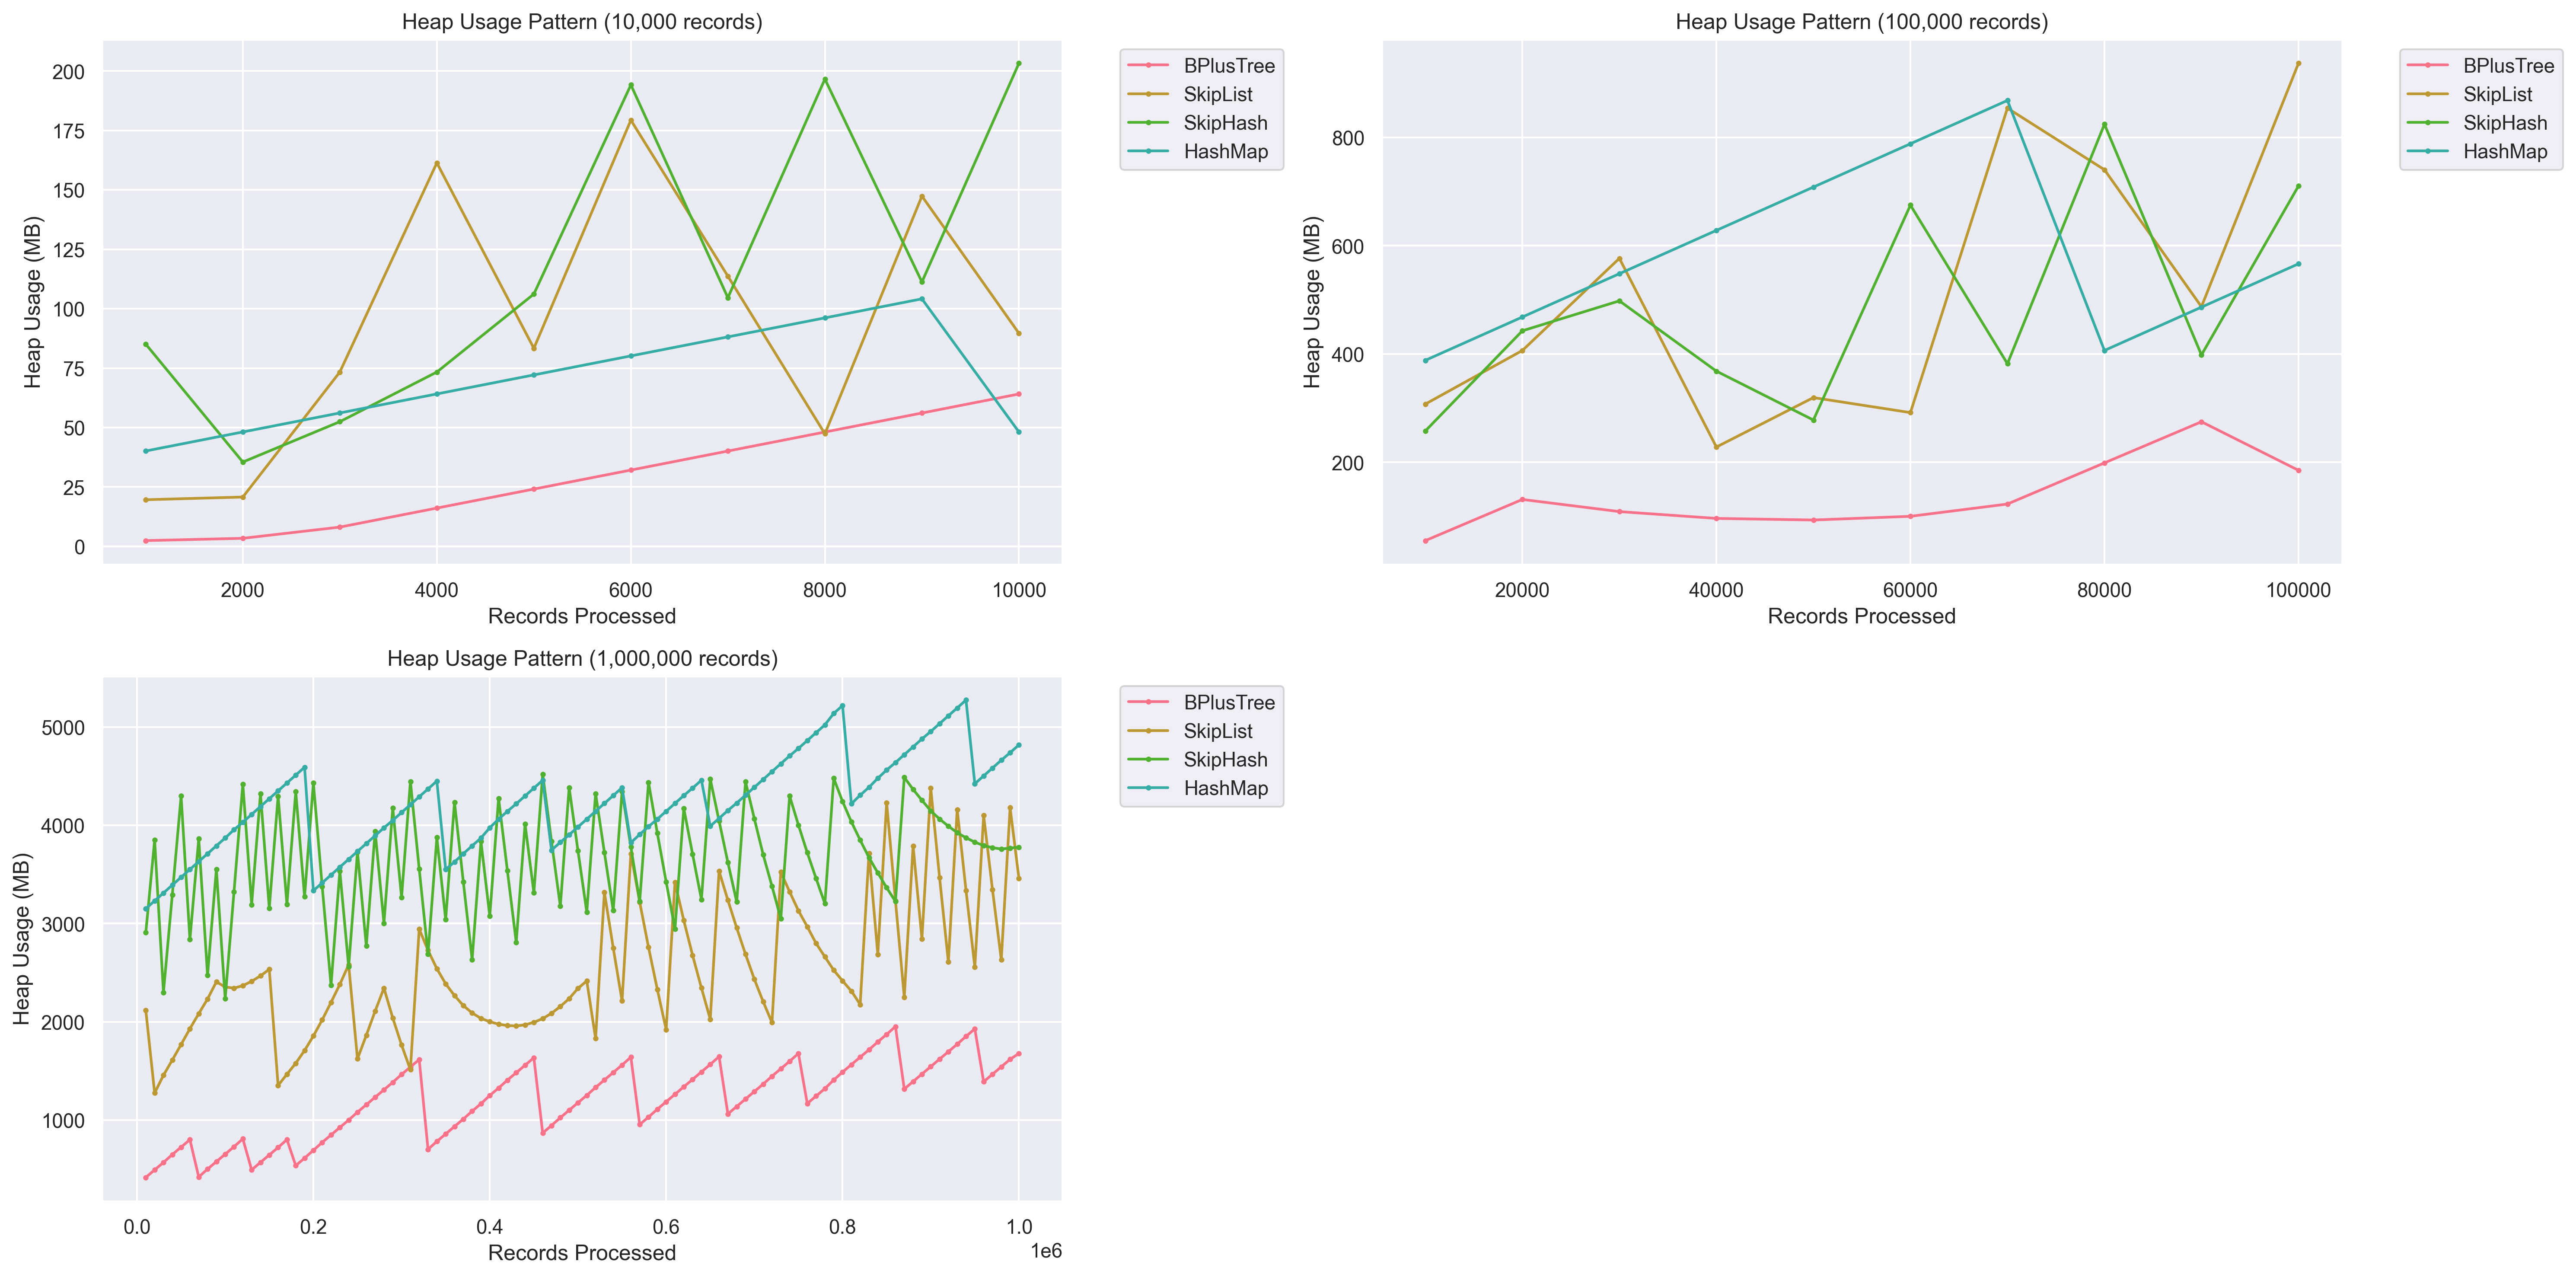 Heap Usage Pattern (10,000 records)
Heap Usage (MB)
200
175
150
125
100
75
50
25
0
2000 4000 6000 8000 10000
Records Processed
BPlusTree
SkipList
SkipHash
HashMap
Heap Usage Pattern (100,000 records)
Heap Usage (MB)
800
600
400
200
20000 40000 60000 80000 100000
Records Processed
BPlusTree
SkipList
SkipHash
HashMap
Heap Usage Pattern (1,000,000 records)
Heap Usage (MB)
5000
4000
3000
2000
1000
0.0 0.2 0.4 0.6 0.8 1.0
1e6
Records Processed
BPlusTree
SkipList
SkipHash
HashMap